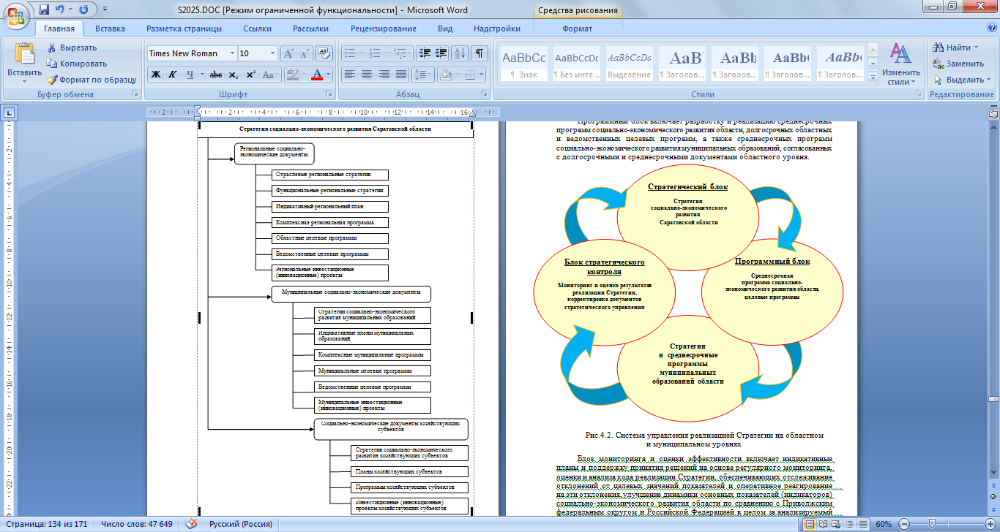 S2025.DOC [Режим ограниченной функциональности] - Microsoft Word
Средства рисования
Главная
Вставка
Разметка страницы
Ссылки
Рассылки
Рецензирование
Вид
Надстройки
Формат
Вставить
Вырезать
Копировать
Формат по образцу
Буфер обмена
Times New Roman
10
Шрифт
Абзац
AaBbCc
¶ Знак
AaBbCcDc
¶ Без инте...
AaBbCcDc
Выделение
AaB
¶ Заголов...
AaBb
¶ Заголов...
AaBb
¶ Заголов...
AaBb
¶ Заголов...
Изменить
стили
Стили
Найти
Заменить
Выделить
Редактирование
Стратегия социально-экономического развития Саратовской области
Региональные социально-
экономические документы
Отраслевые региональные стратегии
Функциональные региональные стратегии
Индикативный региональный план
Комплексная региональная программа
Областные целевые программы
Ведомственные целевые программы
Региональные инвестиционные
(инновационные) проекты
Муниципальные социально-экономические документы
Стратегии социально-экономического
развития муниципальных образований
Индикативные планы муниципальных
образований
Комплексные муниципальные программы
Муниципальные целевые программы
Ведомственные целевые программы
Муниципальные инвестиционные
(инновационные) проекты
Социально-экономические документы хозяйствующих
субъектов
Стратегии социально-экономического
развития хозяйствующих субъектов
Планы хозяйствующих субъектов
Программы хозяйствующих субъектов
Инвестиционные (инновационные)
проекты хозяйствующих субъектов
Программный блок включает разработку и реализацию среднесрочных
программ социально-экономического развития области, долгосрочных областных
и ведомственных целевых программ, а также среднесрочных программ
социально-экономического развития муниципальных образований, согласованных
с долгосрочными и среднесрочными документами областного уровня.
Стратегический блок
Стратегия
социально-экономического
развития
Саратовской области
Блок стратегического
контроля
Мониторинг и оценка результатов
реализации Стратегии,
корректировка документов
стратегического управления
Программный блок
Среднесрочная
программа социально-
экономического развития области,
целевые программы
Стратегии
и среднесрочные
программы
муниципальных
образований области
Рис.4.2. Система управления реализацией Стратегии на областном
и муниципальном уровнях
Блок мониторинга и оценки эффективности включает индикативные
планы и поддержку принятия решений на основе регулярного мониторинга,
оценки и анализа хода реализации Стратегии, обеспечивающих отслеживание
отклонений от целевых значений показателей и оперативное реагирование
на эти отклонения, улучшение динамики основных показателей (индикаторов)
социально-экономического развития области по сравнению с Приволжским
федеральным округом и Российской Федерацией в целом за анализируемый
Страница: 134 из 171
Число слов: 47 649
Русский (Россия)
60%